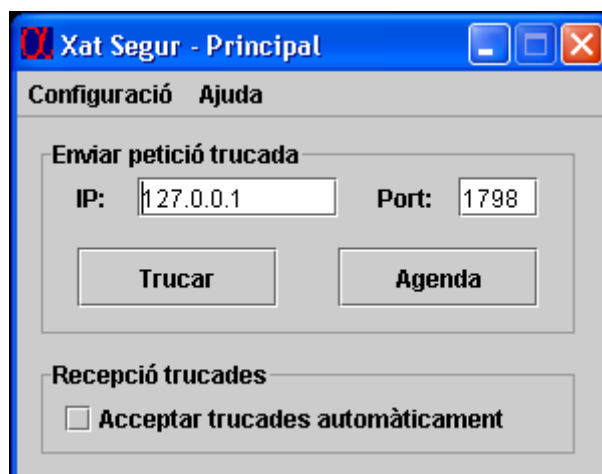 Xat Segur - Principal
Configuració Ajuda
Enviar petició trucada
IP: 127.0.0.1 Port: 1798
Trucar Agenda
Recepció trucades
Acceptar trucades automàticament